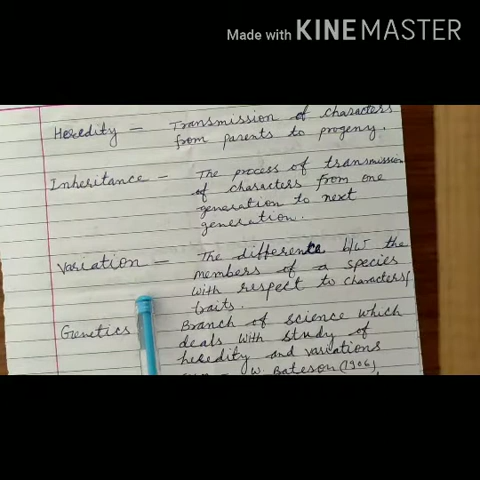 Made with KINEMASTER
Heredity — Transmission of characters
from parents to progeny.
Inheritance — The process of transmission
of characters from one
generation to next
generation.
Variation — The difference b/w the
members of a species
with respect to characters/
traits.
Genetics Branch of science which
deals with study of
heredity and variations
W. Bateson (1906)